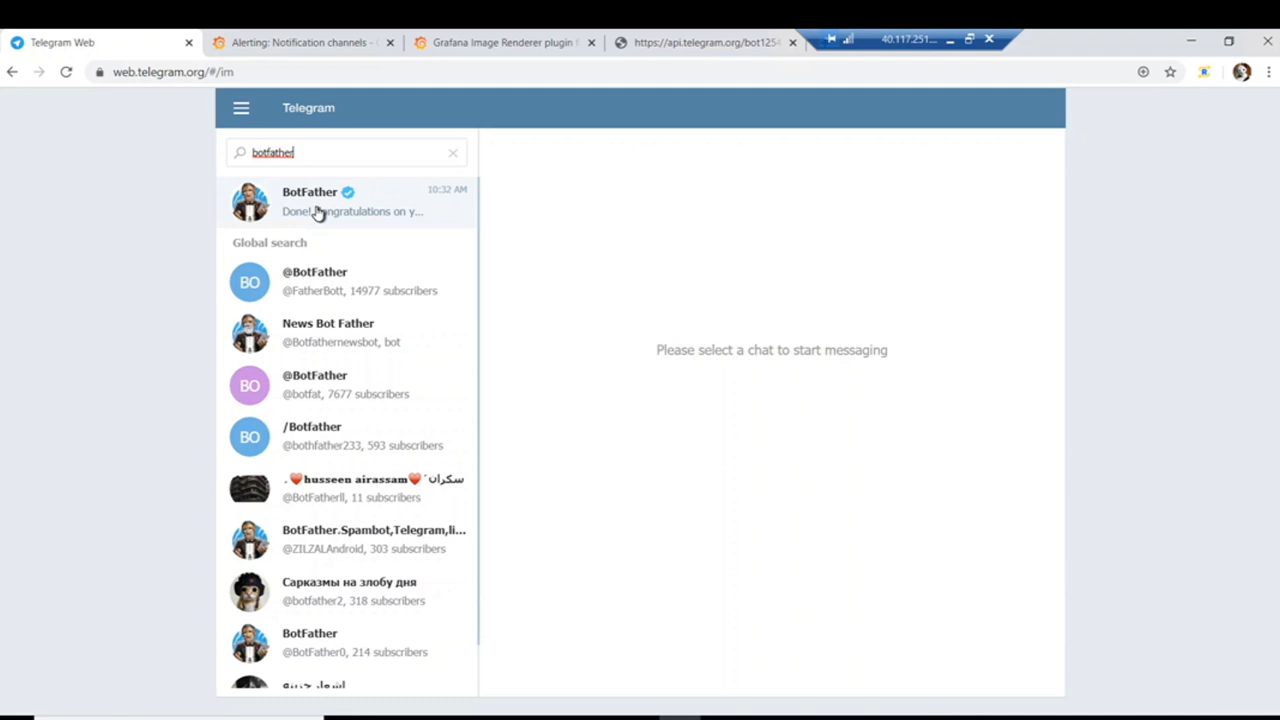 Telegram Web
Alerting: Notification channels -
Grafana Image Renderer plugin
https://api.telegram.org/bot125
40.117.251...
web.telegram.org/#/im
Telegram
botfather
BotFather
10:32 AM
Done! Congratulations on y...
Global search
BO
@BotFather
@FatherBott, 14977 subscribers
News Bot Father
@Botfathernewsbot, bot
BO
@BotFather
@botfat, 7677 subscribers
BO
/Botfather
@bothfather233, 593 subscribers
.❤️𝐡𝐮𝐬𝐬𝐞𝐞𝐧 𝐚𝐢𝐫𝐚𝐬𝐬𝐚𝐦❤️ سكران
@BotFatherll, 11 subscribers
BotFather.Spambot,Telegram,li...
@ZILZALAndroid, 303 subscribers
Сарказмы на злобу дня
@botfather2, 318 subscribers
BotFather
@BotFather0, 214 subscribers
Please select a chat to start messaging